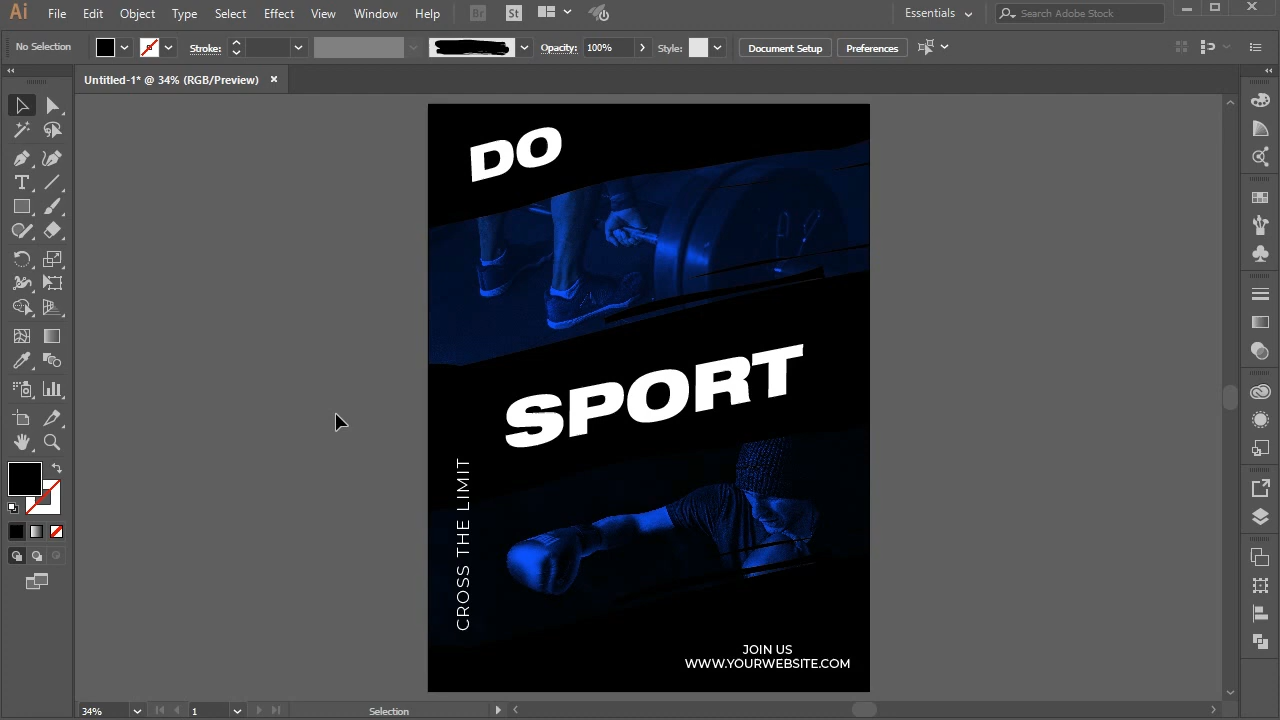 Ai File Edit Object Type Select Effect View Window Help Br St Essentials Search Adobe Stock
No Selection Stroke: Opacity: 100% Style: Document Setup Preferences
Untitled-1* @ 34% (RGB/Preview) ×
DO
SPORT
CROSS THE LIMIT
JOIN US
WWW.YOURWEBSITE.COM
34% 1 Selection